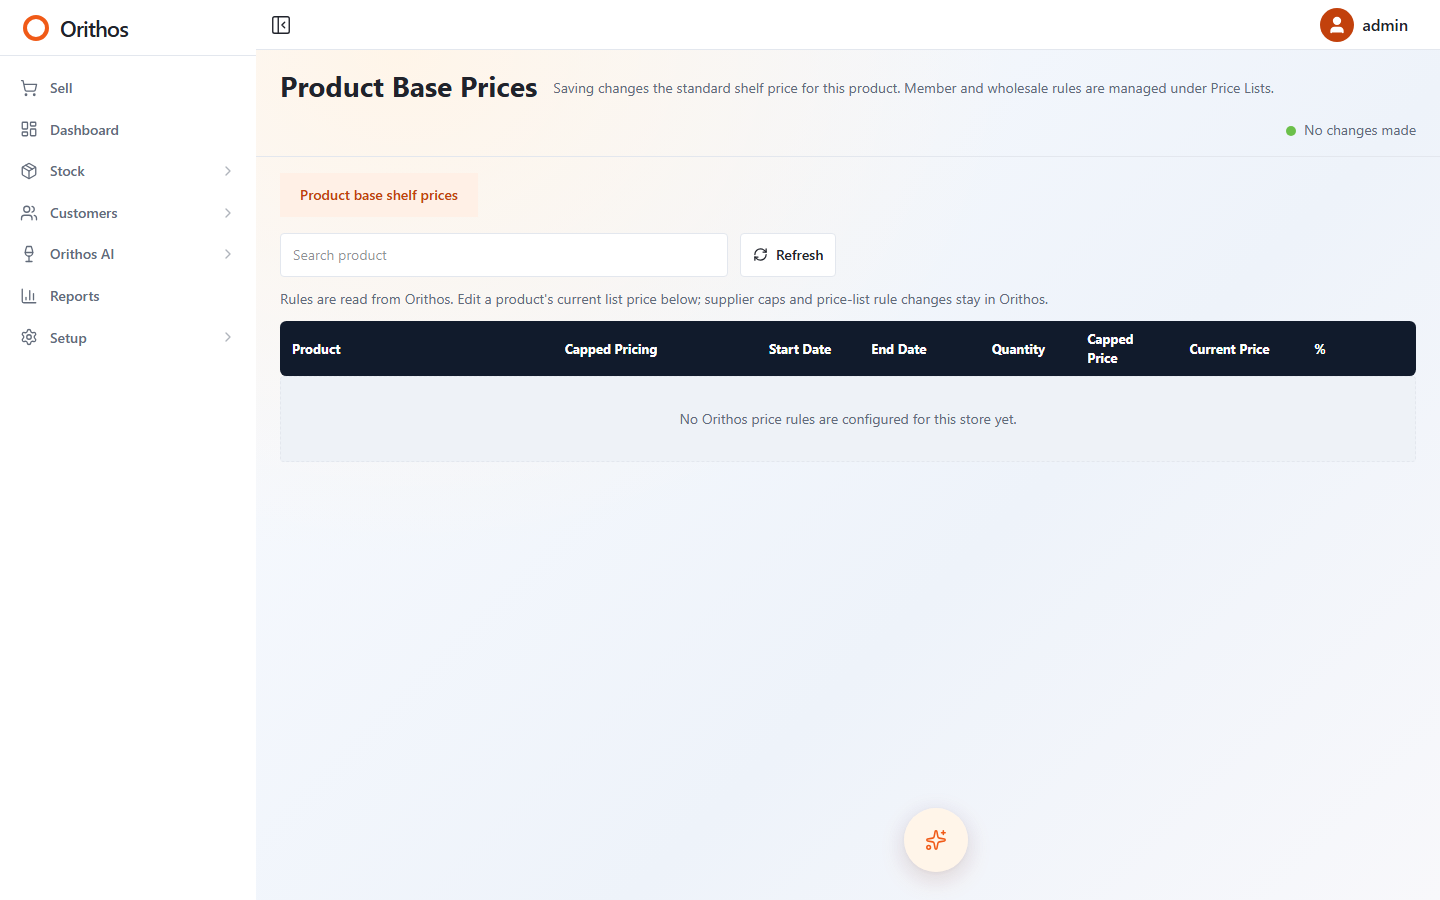 Orithos
admin
Sell
Dashboard
Stock
Customers
Orithos AI
Reports
Setup
Product Base Prices
Saving changes the standard shelf price for this product. Member and wholesale rules are managed under Price Lists.
No changes made
Product base shelf prices
Search product
Refresh
Rules are read from Orithos. Edit a product's current list price below; supplier caps and price-list rule changes stay in Orithos.
Product Capped Pricing Start Date End Date Quantity Capped Price Current Price %
No Orithos price rules are configured for this store yet.